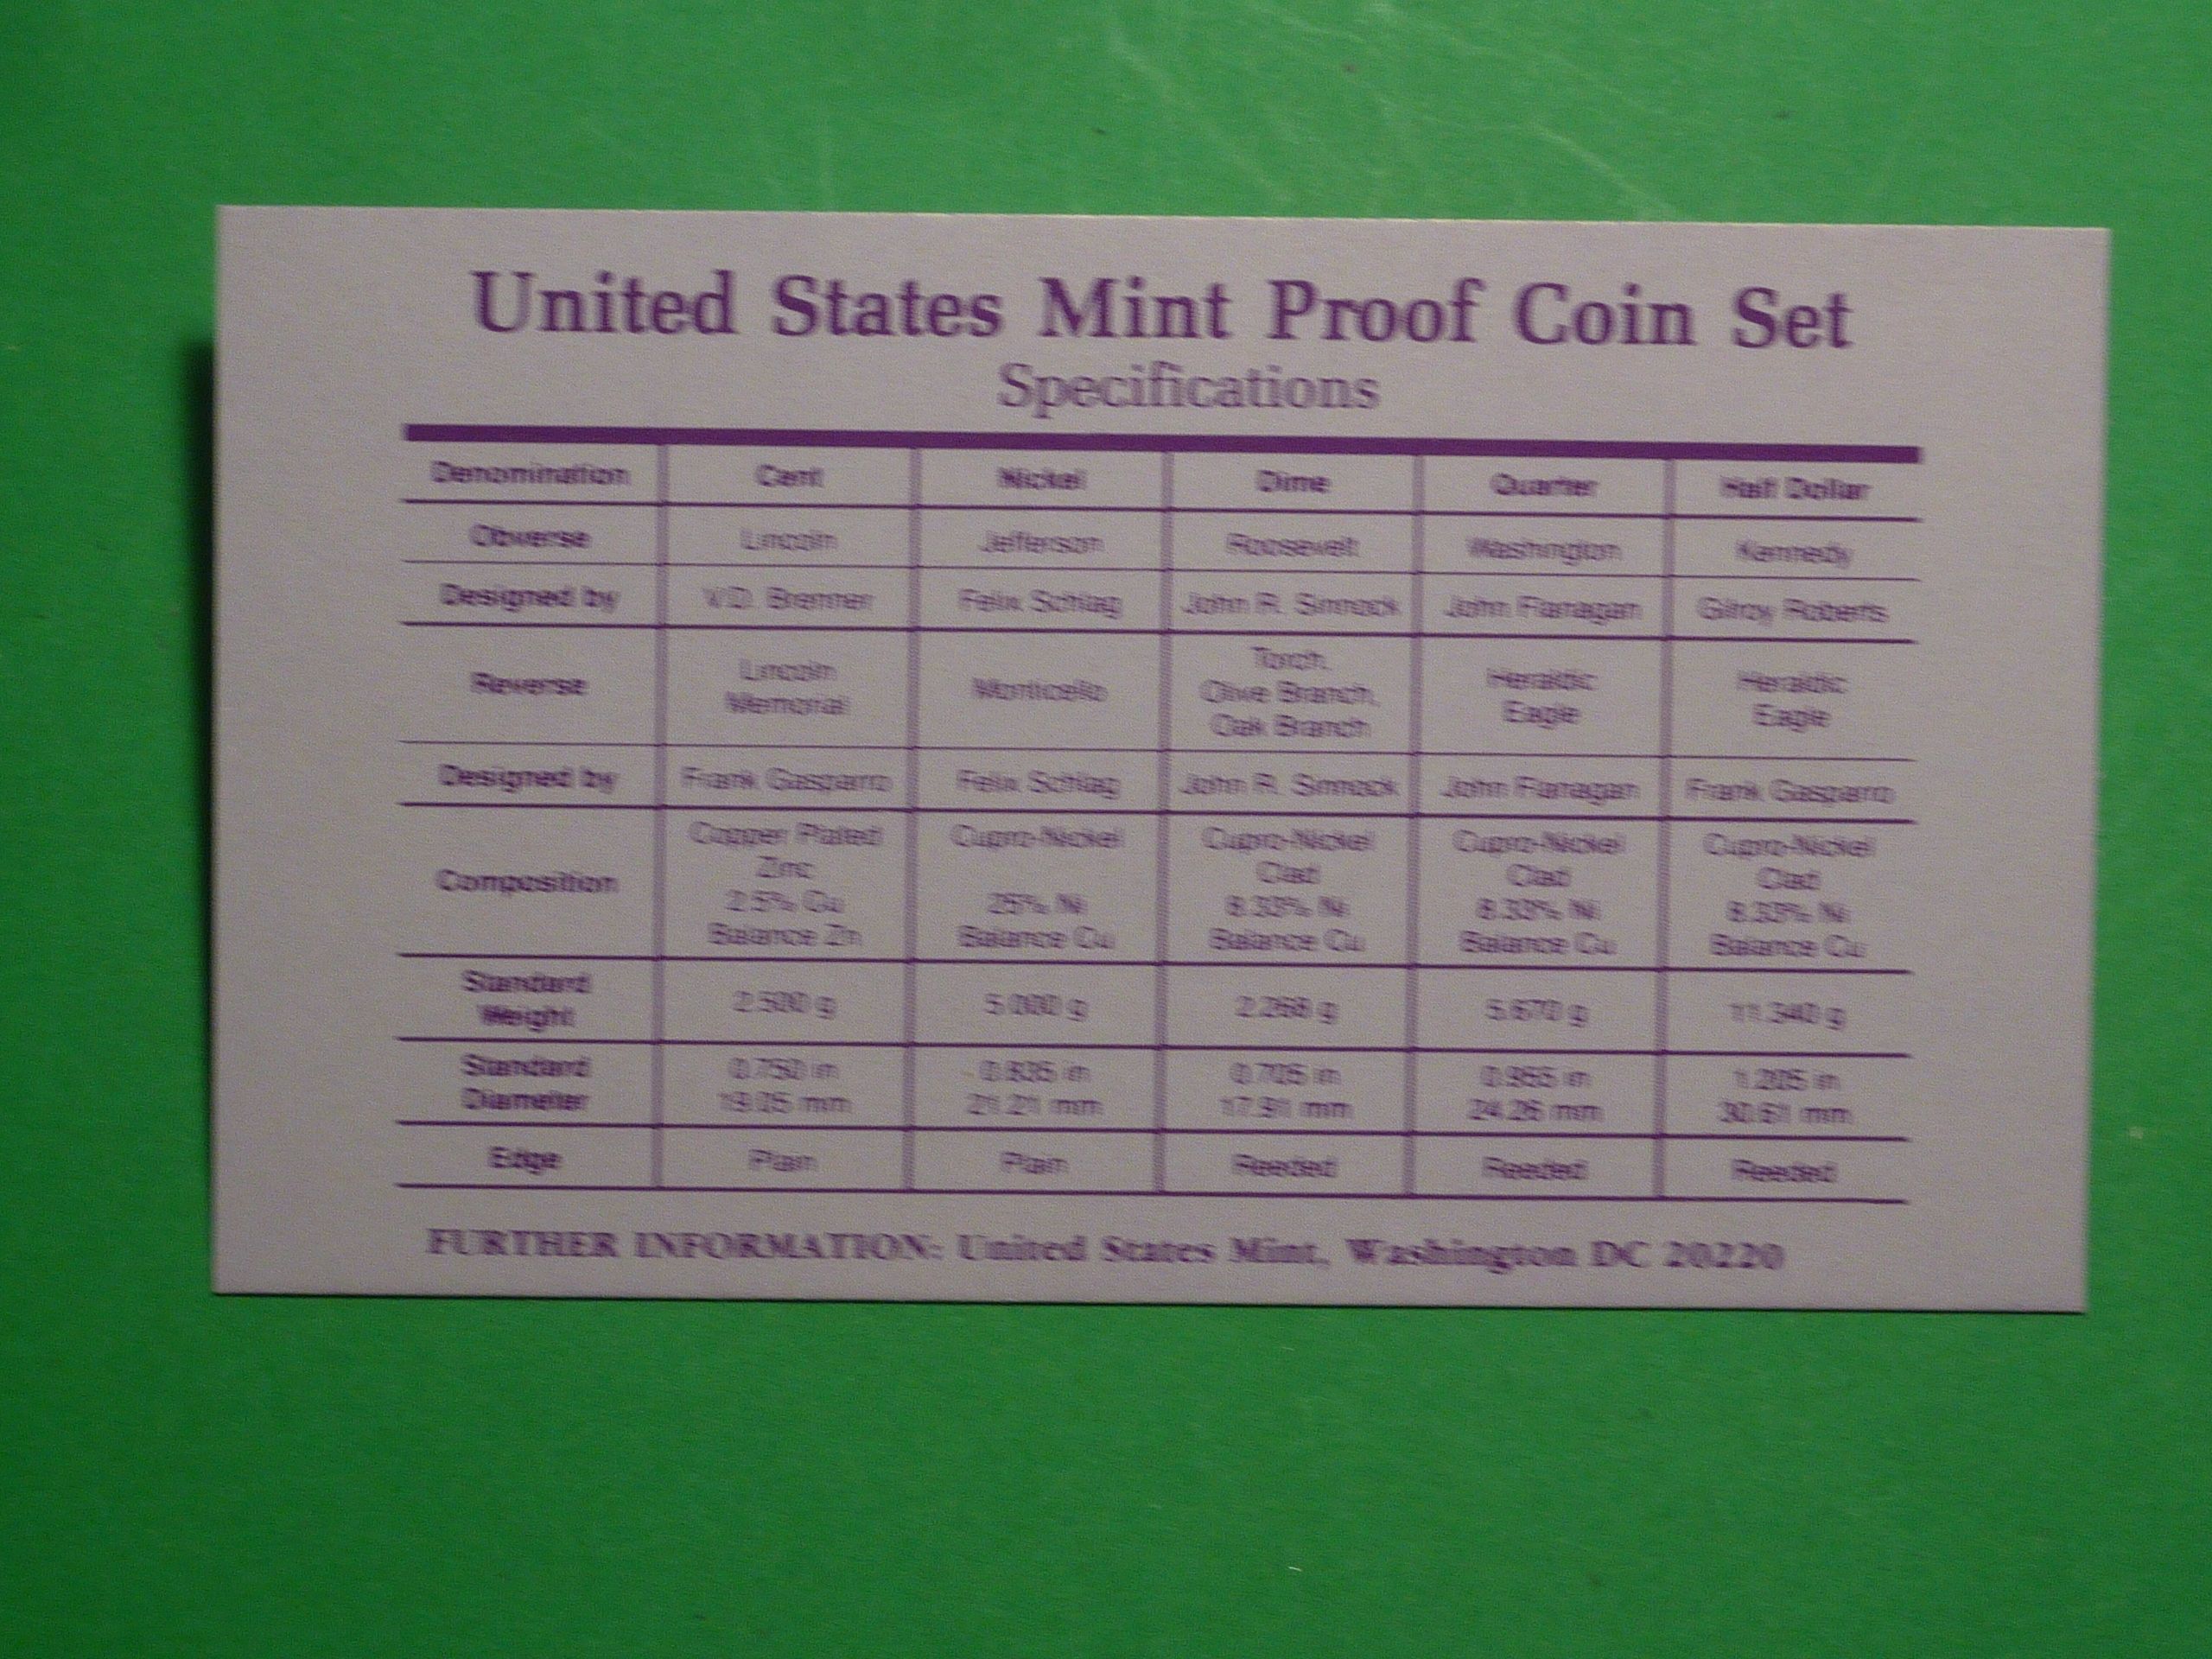 United States Mint Proof Coin Set
Specifications
Denomination Cent Nickel Dime Quarter Half Dollar
Obverse Lincoln Jefferson Roosevelt Washington Kennedy
Designed by V.D. Brenner Felix Schlag John R. Sinnock John Flanagan Gilroy Roberts
Reverse Lincoln Memorial Monticello Torch, Olive Branch, Oak Branch Heraldic Eagle Heraldic Eagle
Designed by Frank Gasparro Felix Schlag John R. Sinnock John Flanagan Frank Gasparro
Composition Copper Plated Zinc 2.5% Cu Balance Zn Cupro-Nickel 25% Ni Balance Cu Cupro-Nickel Clad 8.33% Ni Balance Cu Cupro-Nickel Clad 8.33% Ni Balance Cu Cupro-Nickel Clad 8.33% Ni Balance Cu
Standard Weight 2.500 g 5.000 g 2.268 g 5.670 g 11.340 g
Standard Diameter 0.750 in 19.05 mm 0.835 in 21.21 mm 0.705 in 17.91 mm 0.955 in 24.26 mm 1.205 in 30.61 mm
Edge Plain Plain Reeded Reeded Reeded
FURTHER INFORMATION: United States Mint, Washington DC 20220